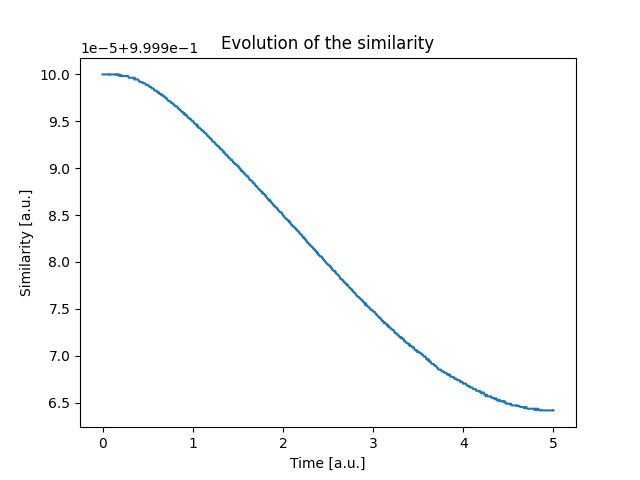 Evolution of the similarity
1e−5+9.999e−1
10.0
9.5
9.0
8.5
8.0
7.5
7.0
6.5
Similarity [a.u.]
0 1 2 3 4 5
Time [a.u.]